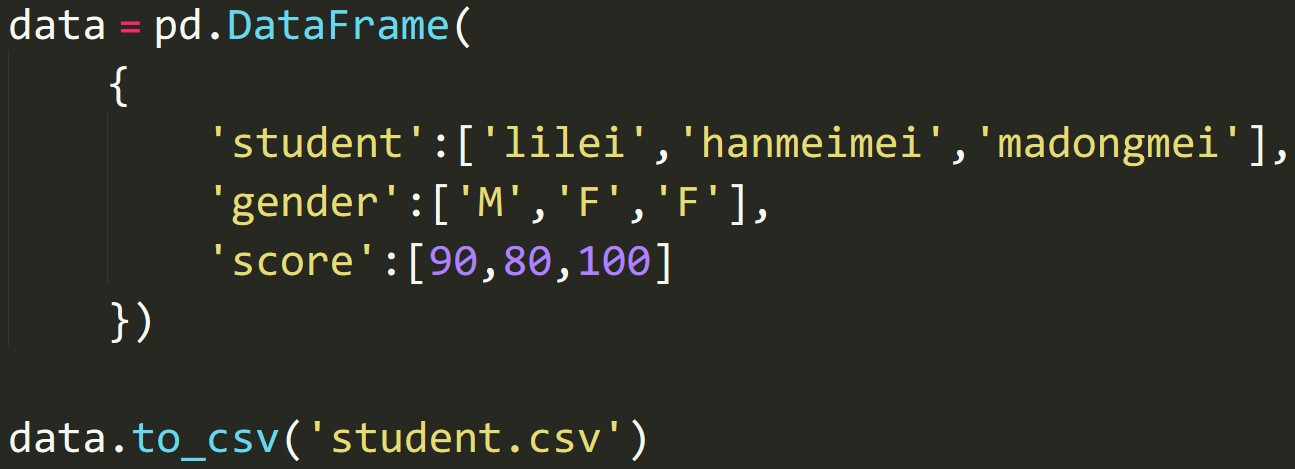 data = pd.DataFrame(
    {
        'student':['lilei','hanmeimei','madongmei'],
        'gender':['M','F','F'],
        'score':[90,80,100]
    })
data.to_csv('student.csv')